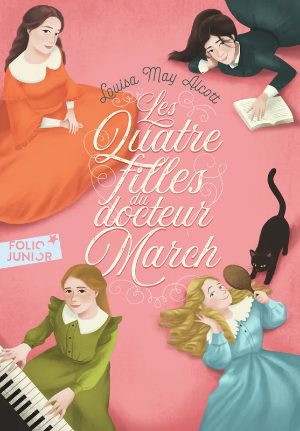 Louisa May Alcott
Les
Quatre
filles
du
docteur
March
FOLIO
JUNIOR